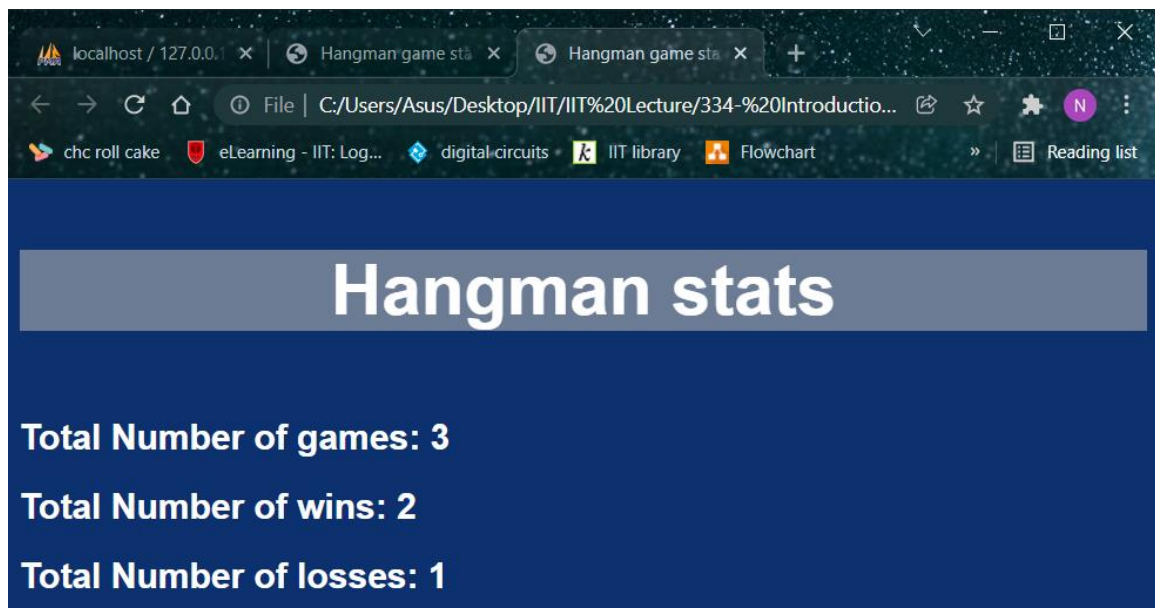 localhost / 127.0.0.1 Hangman game sta Hangman game sta
File | C:/Users/Asus/Desktop/IIT/IIT%20Lecture/334-%20Introductio... N
chc roll cake eLearning - IIT: Log... digital circuits k IIT library Flowchart » Reading list
Hangman stats
Total Number of games: 3
Total Number of wins: 2
Total Number of losses: 1